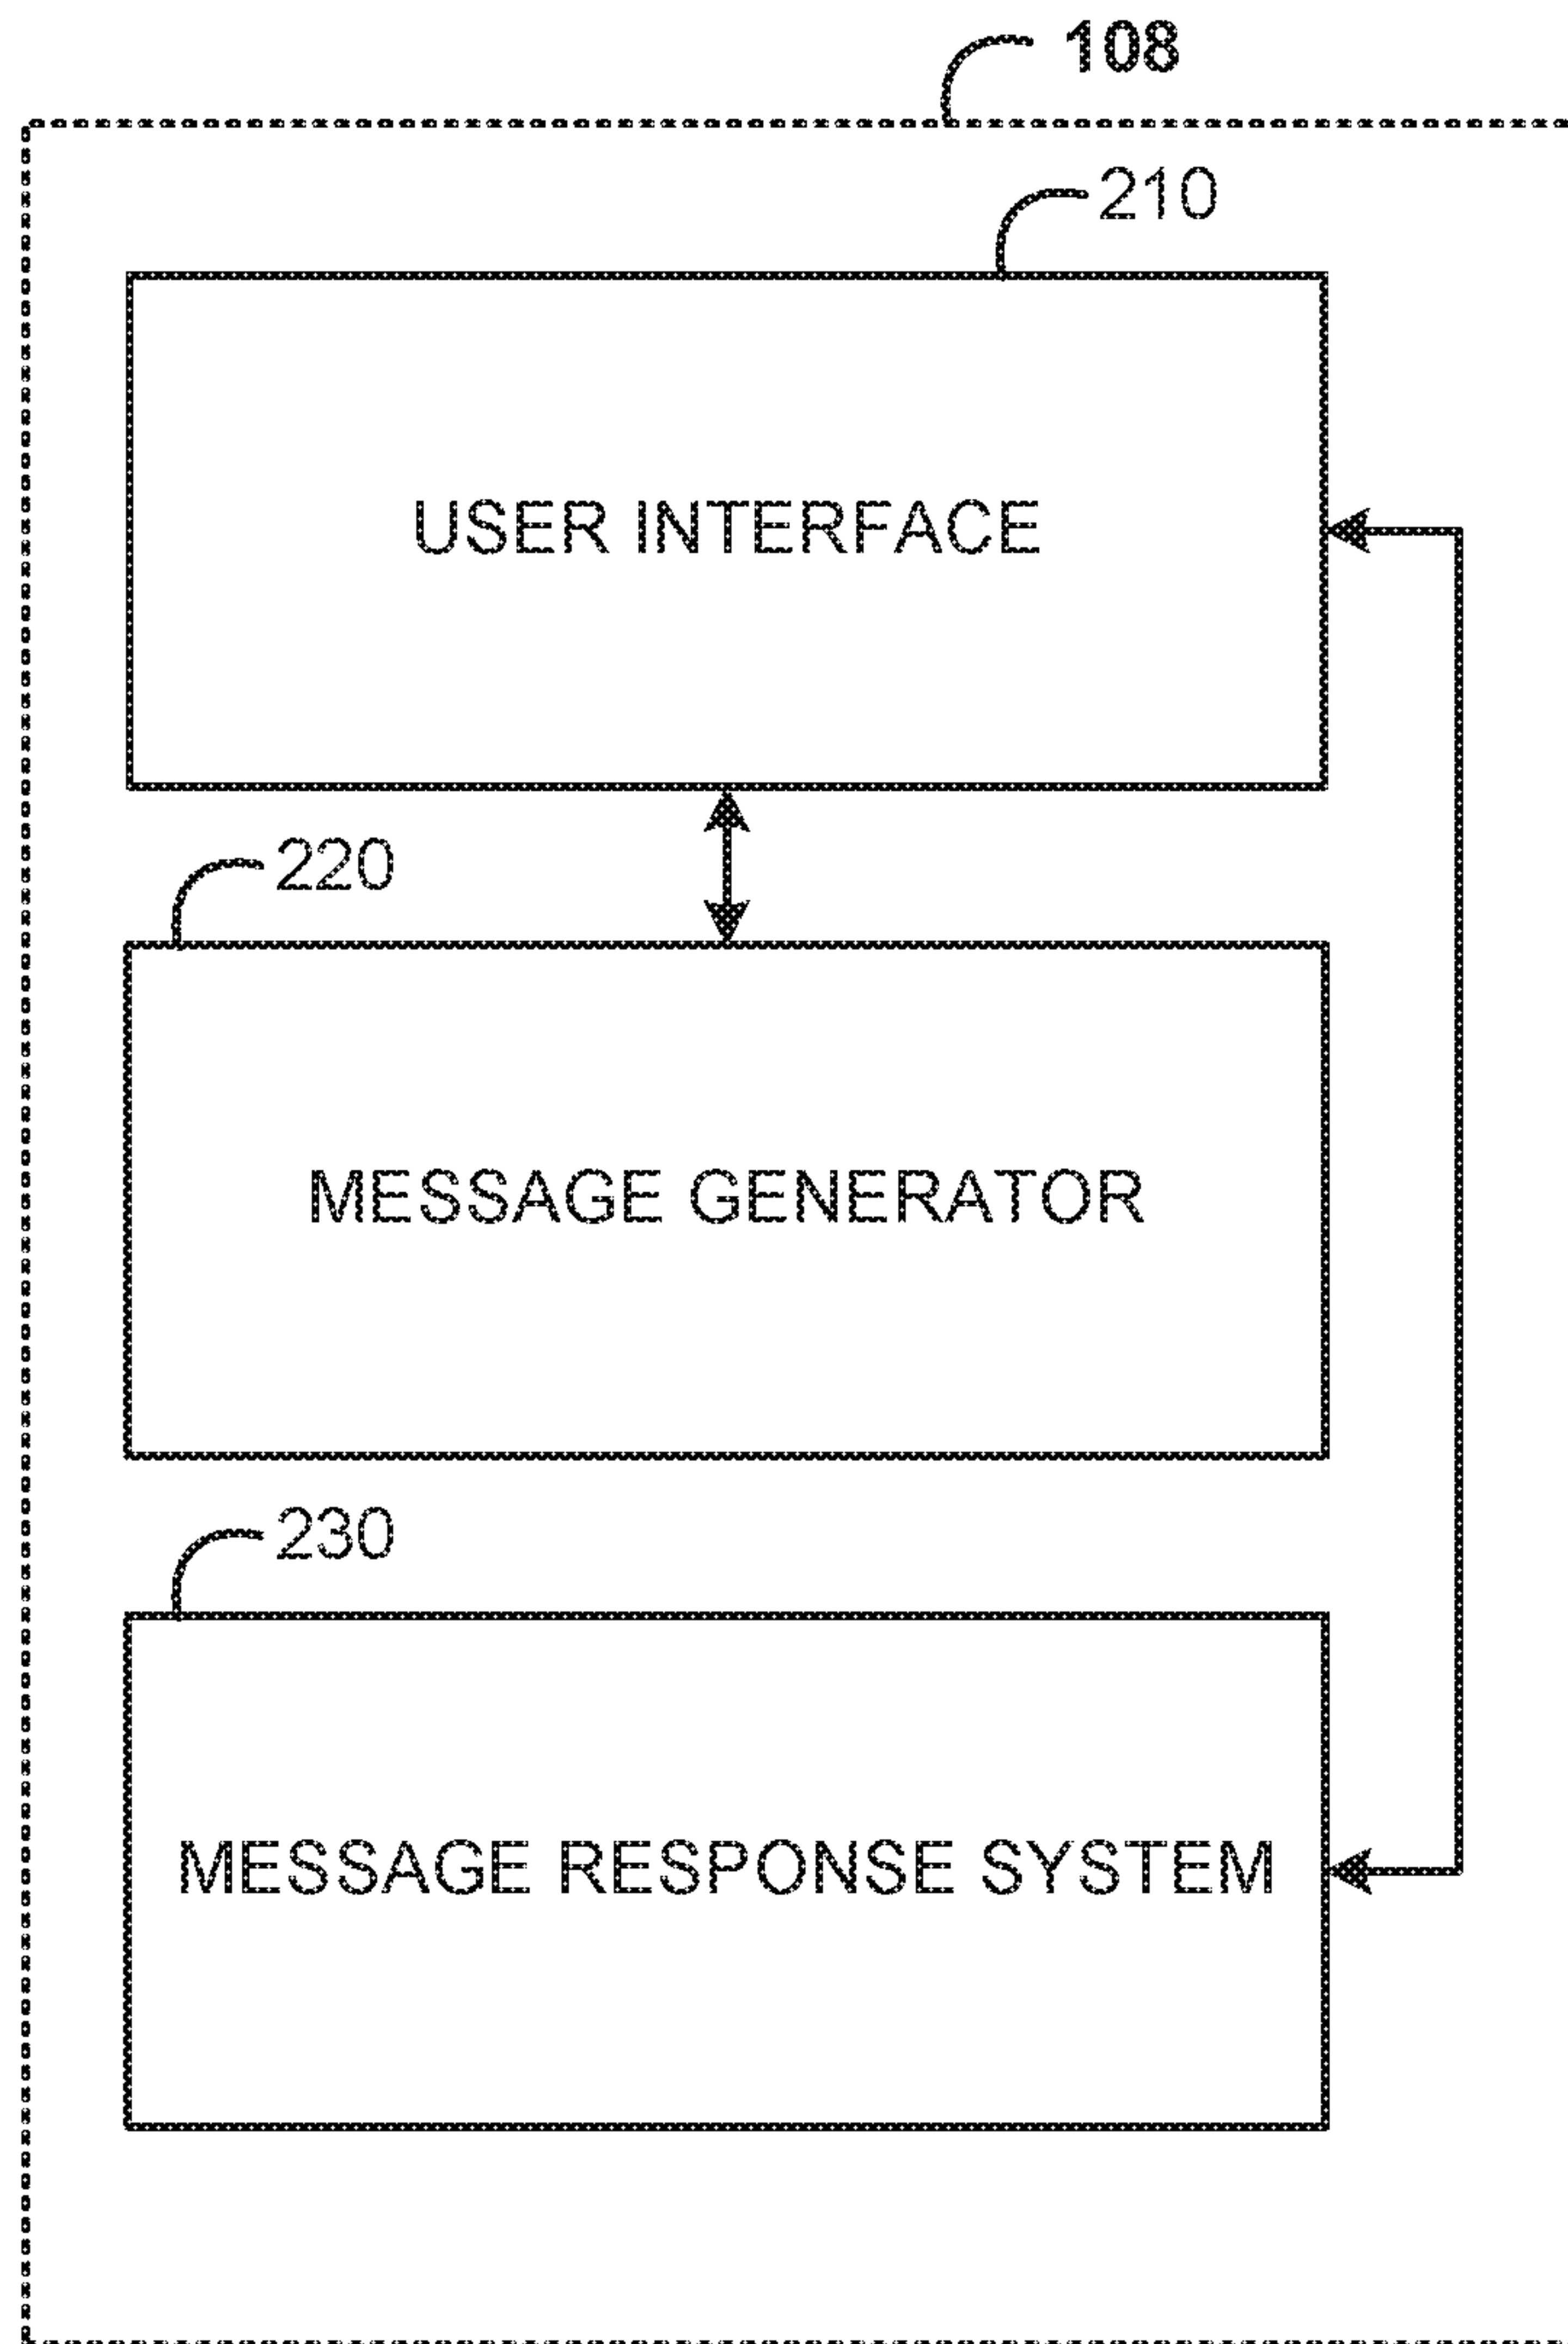 108
210
USER INTERFACE
220
MESSAGE GENERATOR
230
MESSAGE RESPONSE SYSTEM